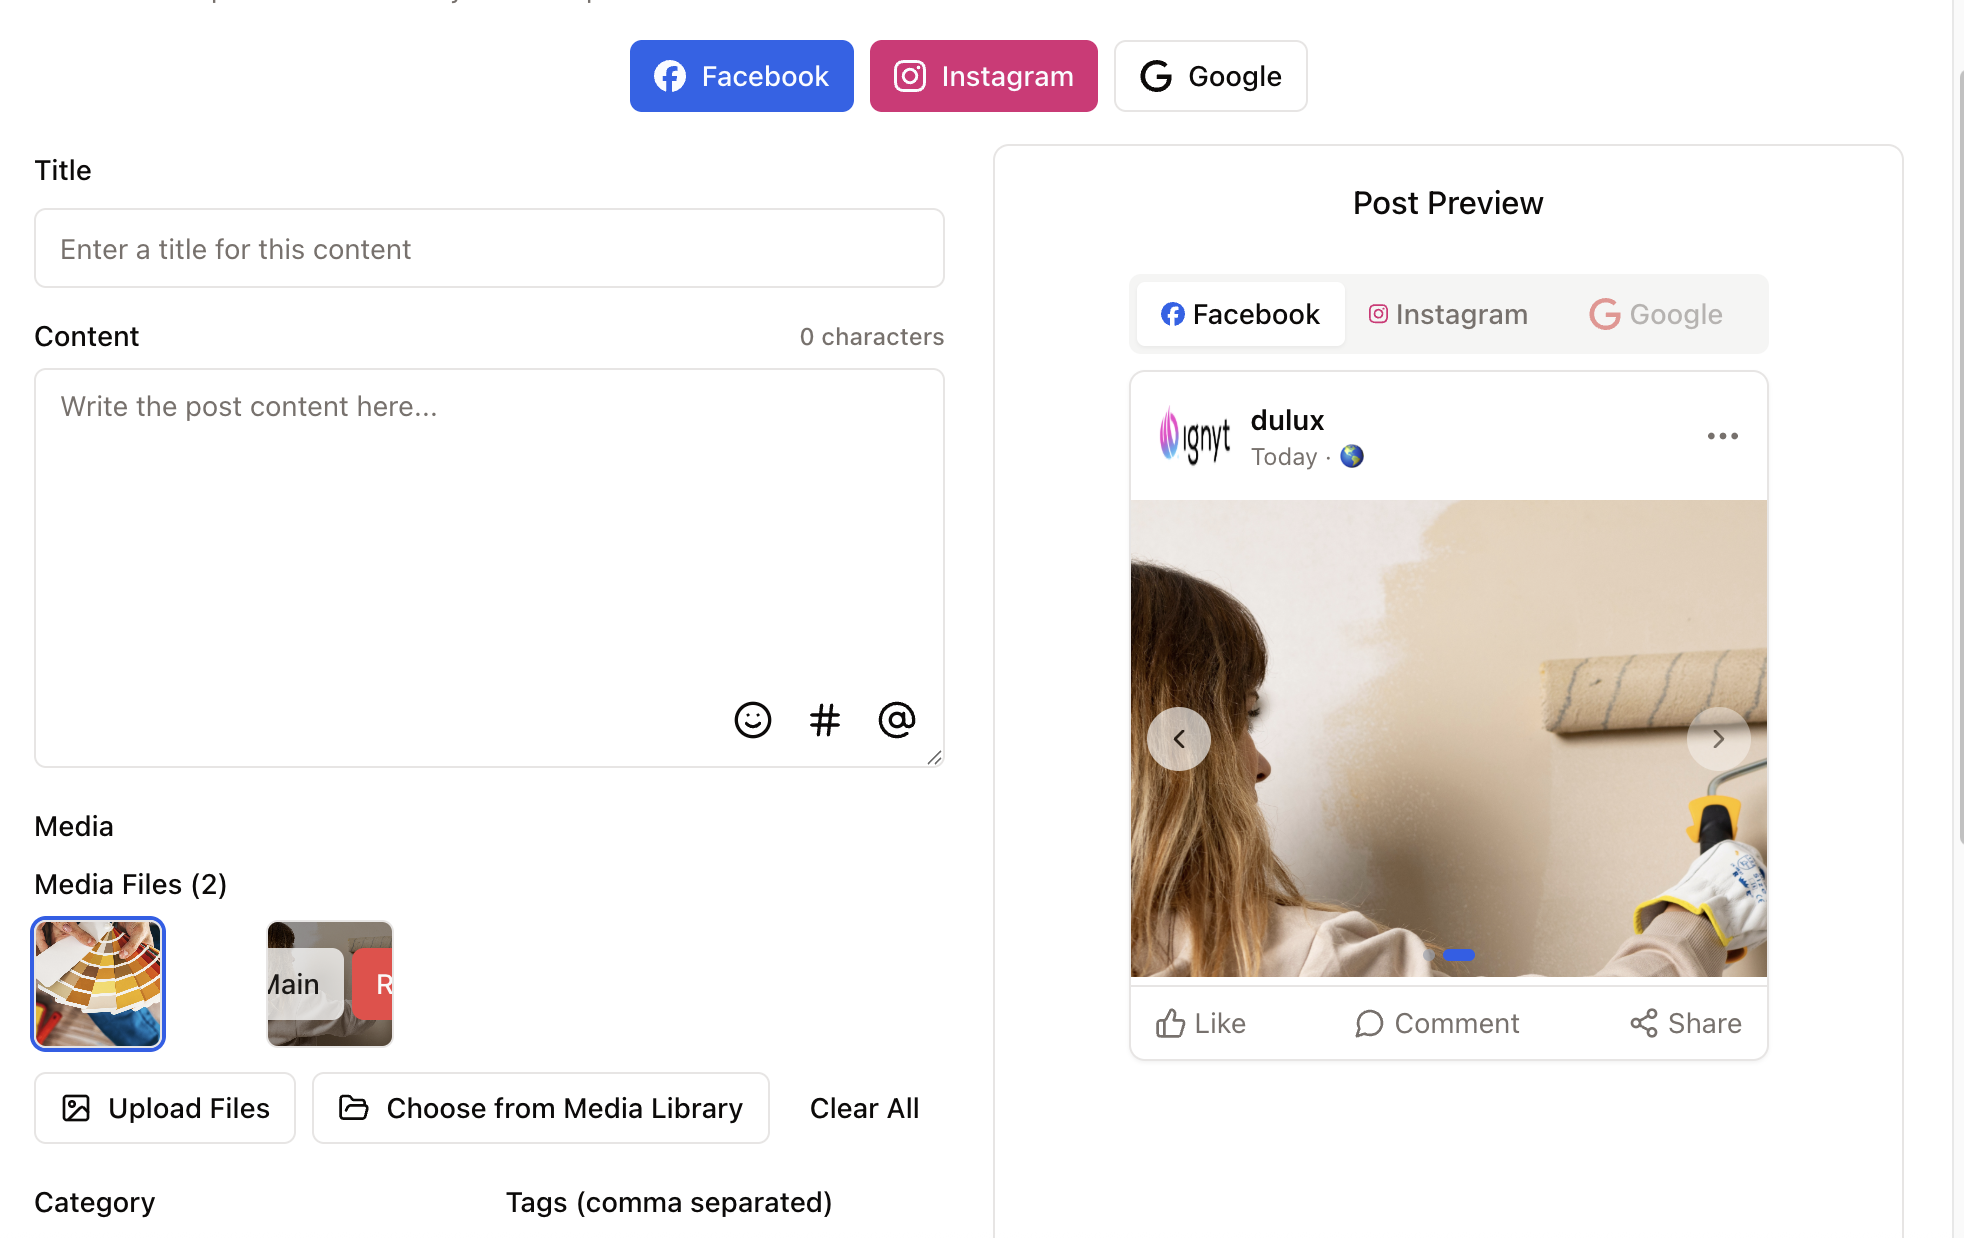 Facebook Instagram Google
Title
Enter a title for this content
Content 0 characters
Write the post content here...
Media
Media Files (2)
Main R
Upload Files Choose from Media Library Clear All
Category Tags (comma separated)
Post Preview
Facebook Instagram Google
ignyt
dulux
Today ·
Like Comment Share